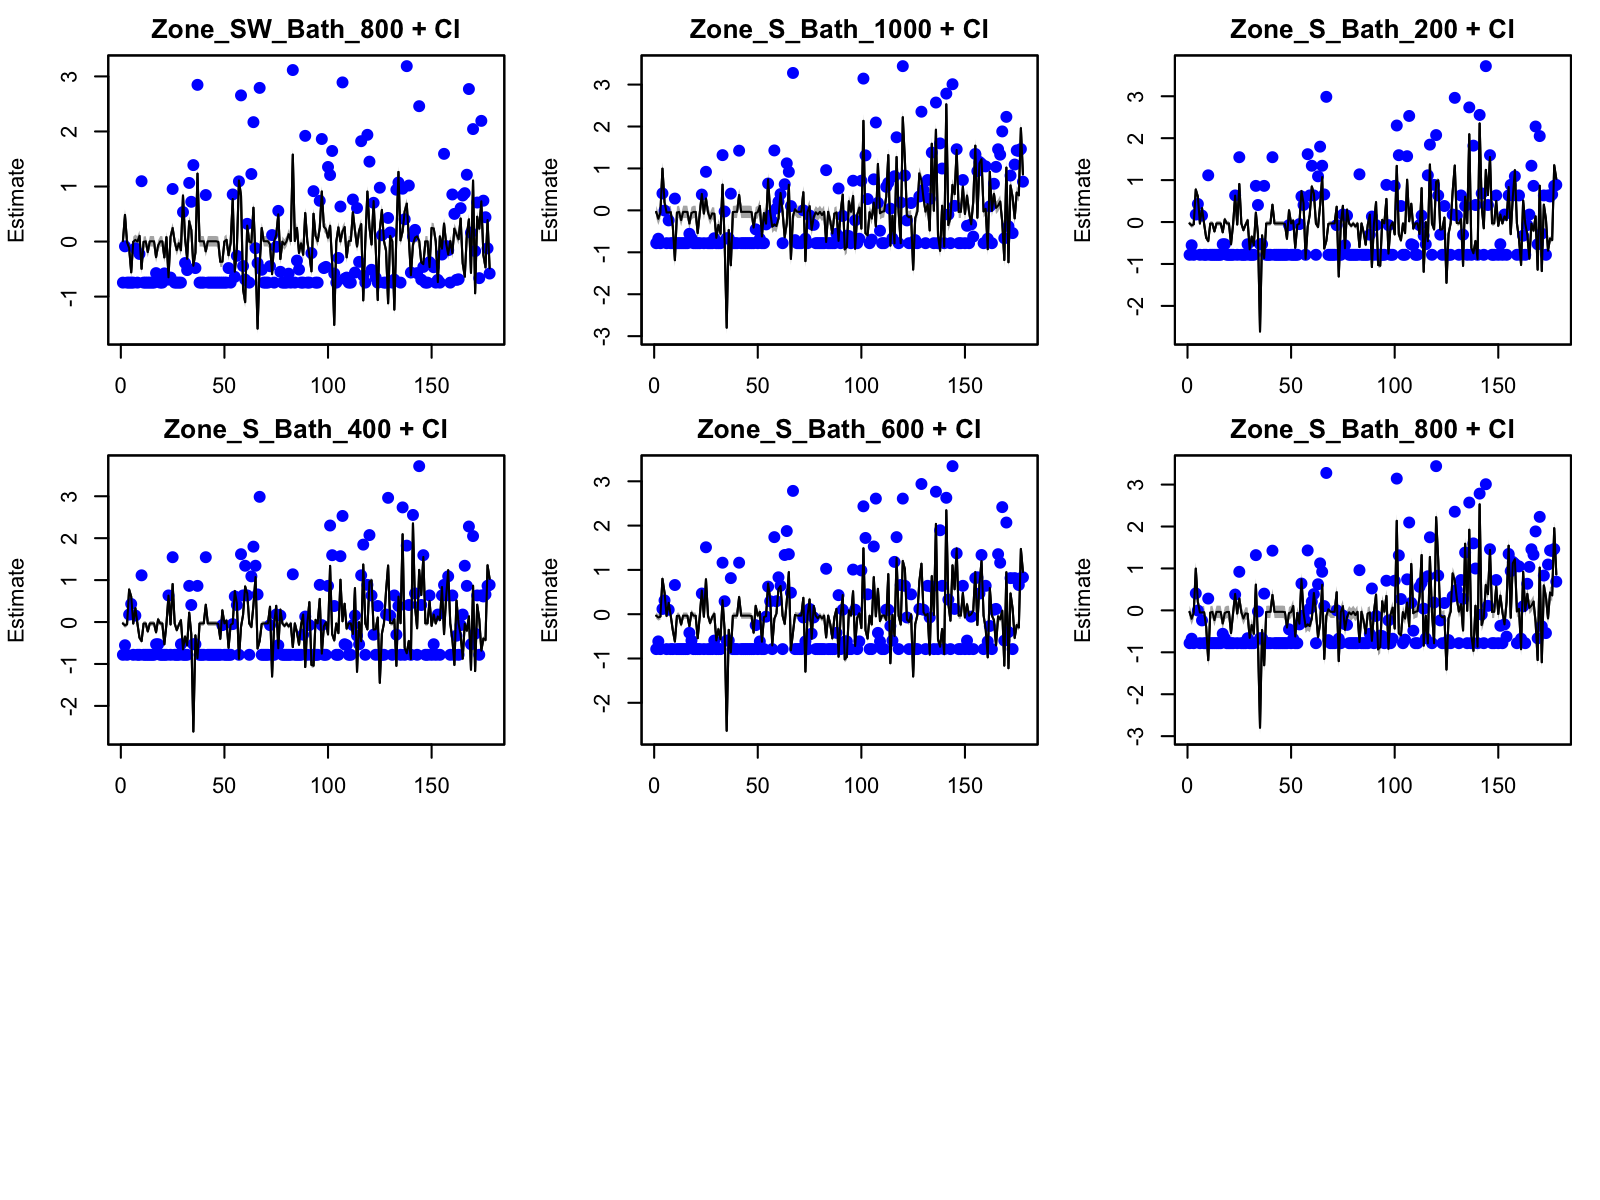 Zone_SW_Bath_800 + CI
Estimate
3
2
1
0
-1
0 50 100 150
Zone_S_Bath_1000 + CI
Estimate
3
2
1
0
-1
-2
-3
0 50 100 150
Zone_S_Bath_200 + CI
Estimate
3
2
1
0
-1
-2
0 50 100 150
Zone_S_Bath_400 + CI
Estimate
3
2
1
0
-1
-2
0 50 100 150
Zone_S_Bath_600 + CI
Estimate
3
2
1
0
-1
-2
0 50 100 150
Zone_S_Bath_800 + CI
Estimate
3
2
1
0
-1
-2
-3
0 50 100 150